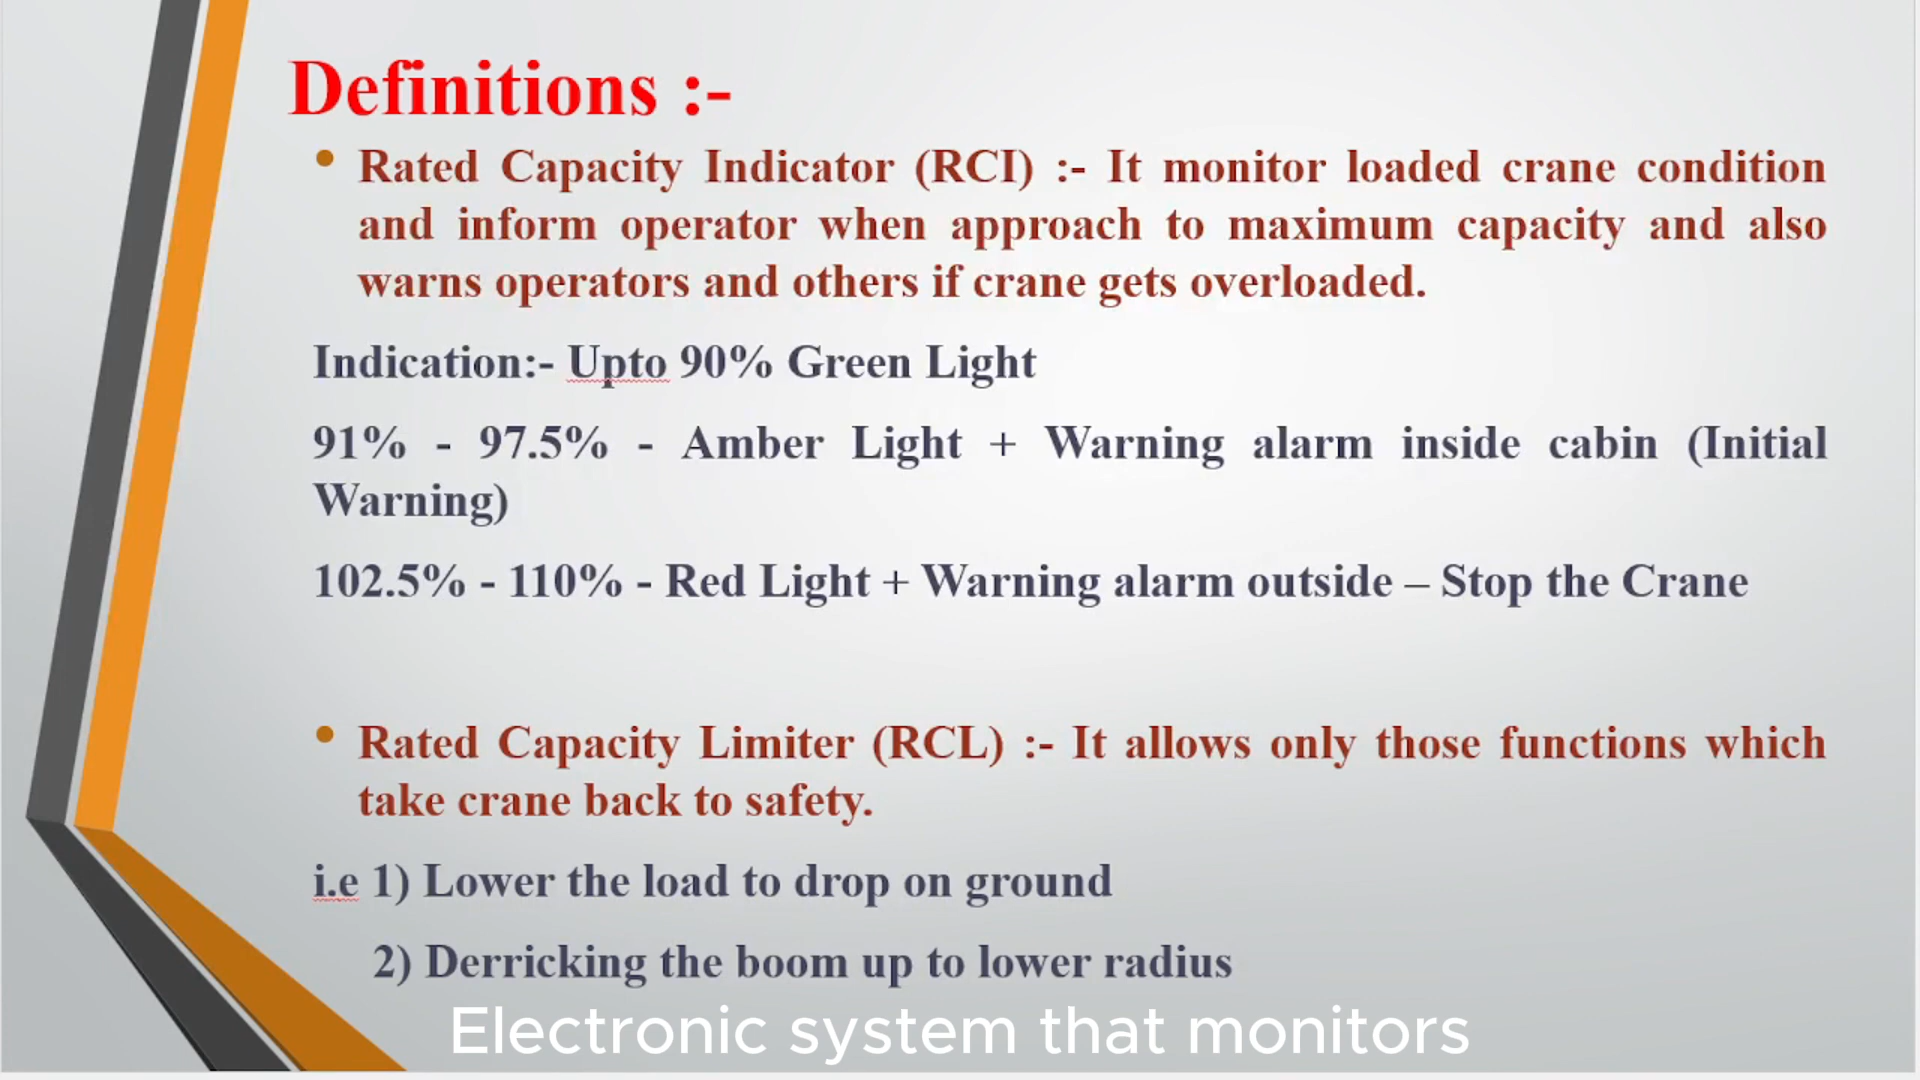 Definitions :-
• Rated Capacity Indicator (RCI) :- It monitor loaded crane condition
and inform operator when approach to maximum capacity and also
warns operators and others if crane gets overloaded.
Indication:- Upto 90% Green Light
91% - 97.5% - Amber Light + Warning alarm inside cabin (Initial
Warning)
102.5% - 110% - Red Light + Warning alarm outside – Stop the Crane
• Rated Capacity Limiter (RCL) :- It allows only those functions which
take crane back to safety.
i.e 1) Lower the load to drop on ground
2) Derricking the boom up to lower radius
Electronic system that monitors